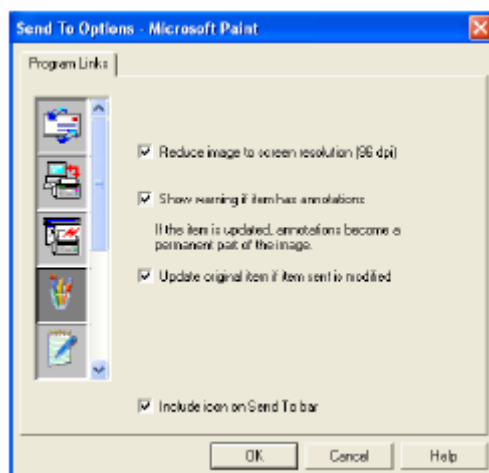 Send To Options - Microsoft Paint
Program Links
Reduce image to screen resolution (96 dpi)
Show warning if item has annotations
If the item is updated, annotations become a
permanent part of the image.
Update original item if item sent is modified
Include icon on Send To bar
OK
Cancel
Help